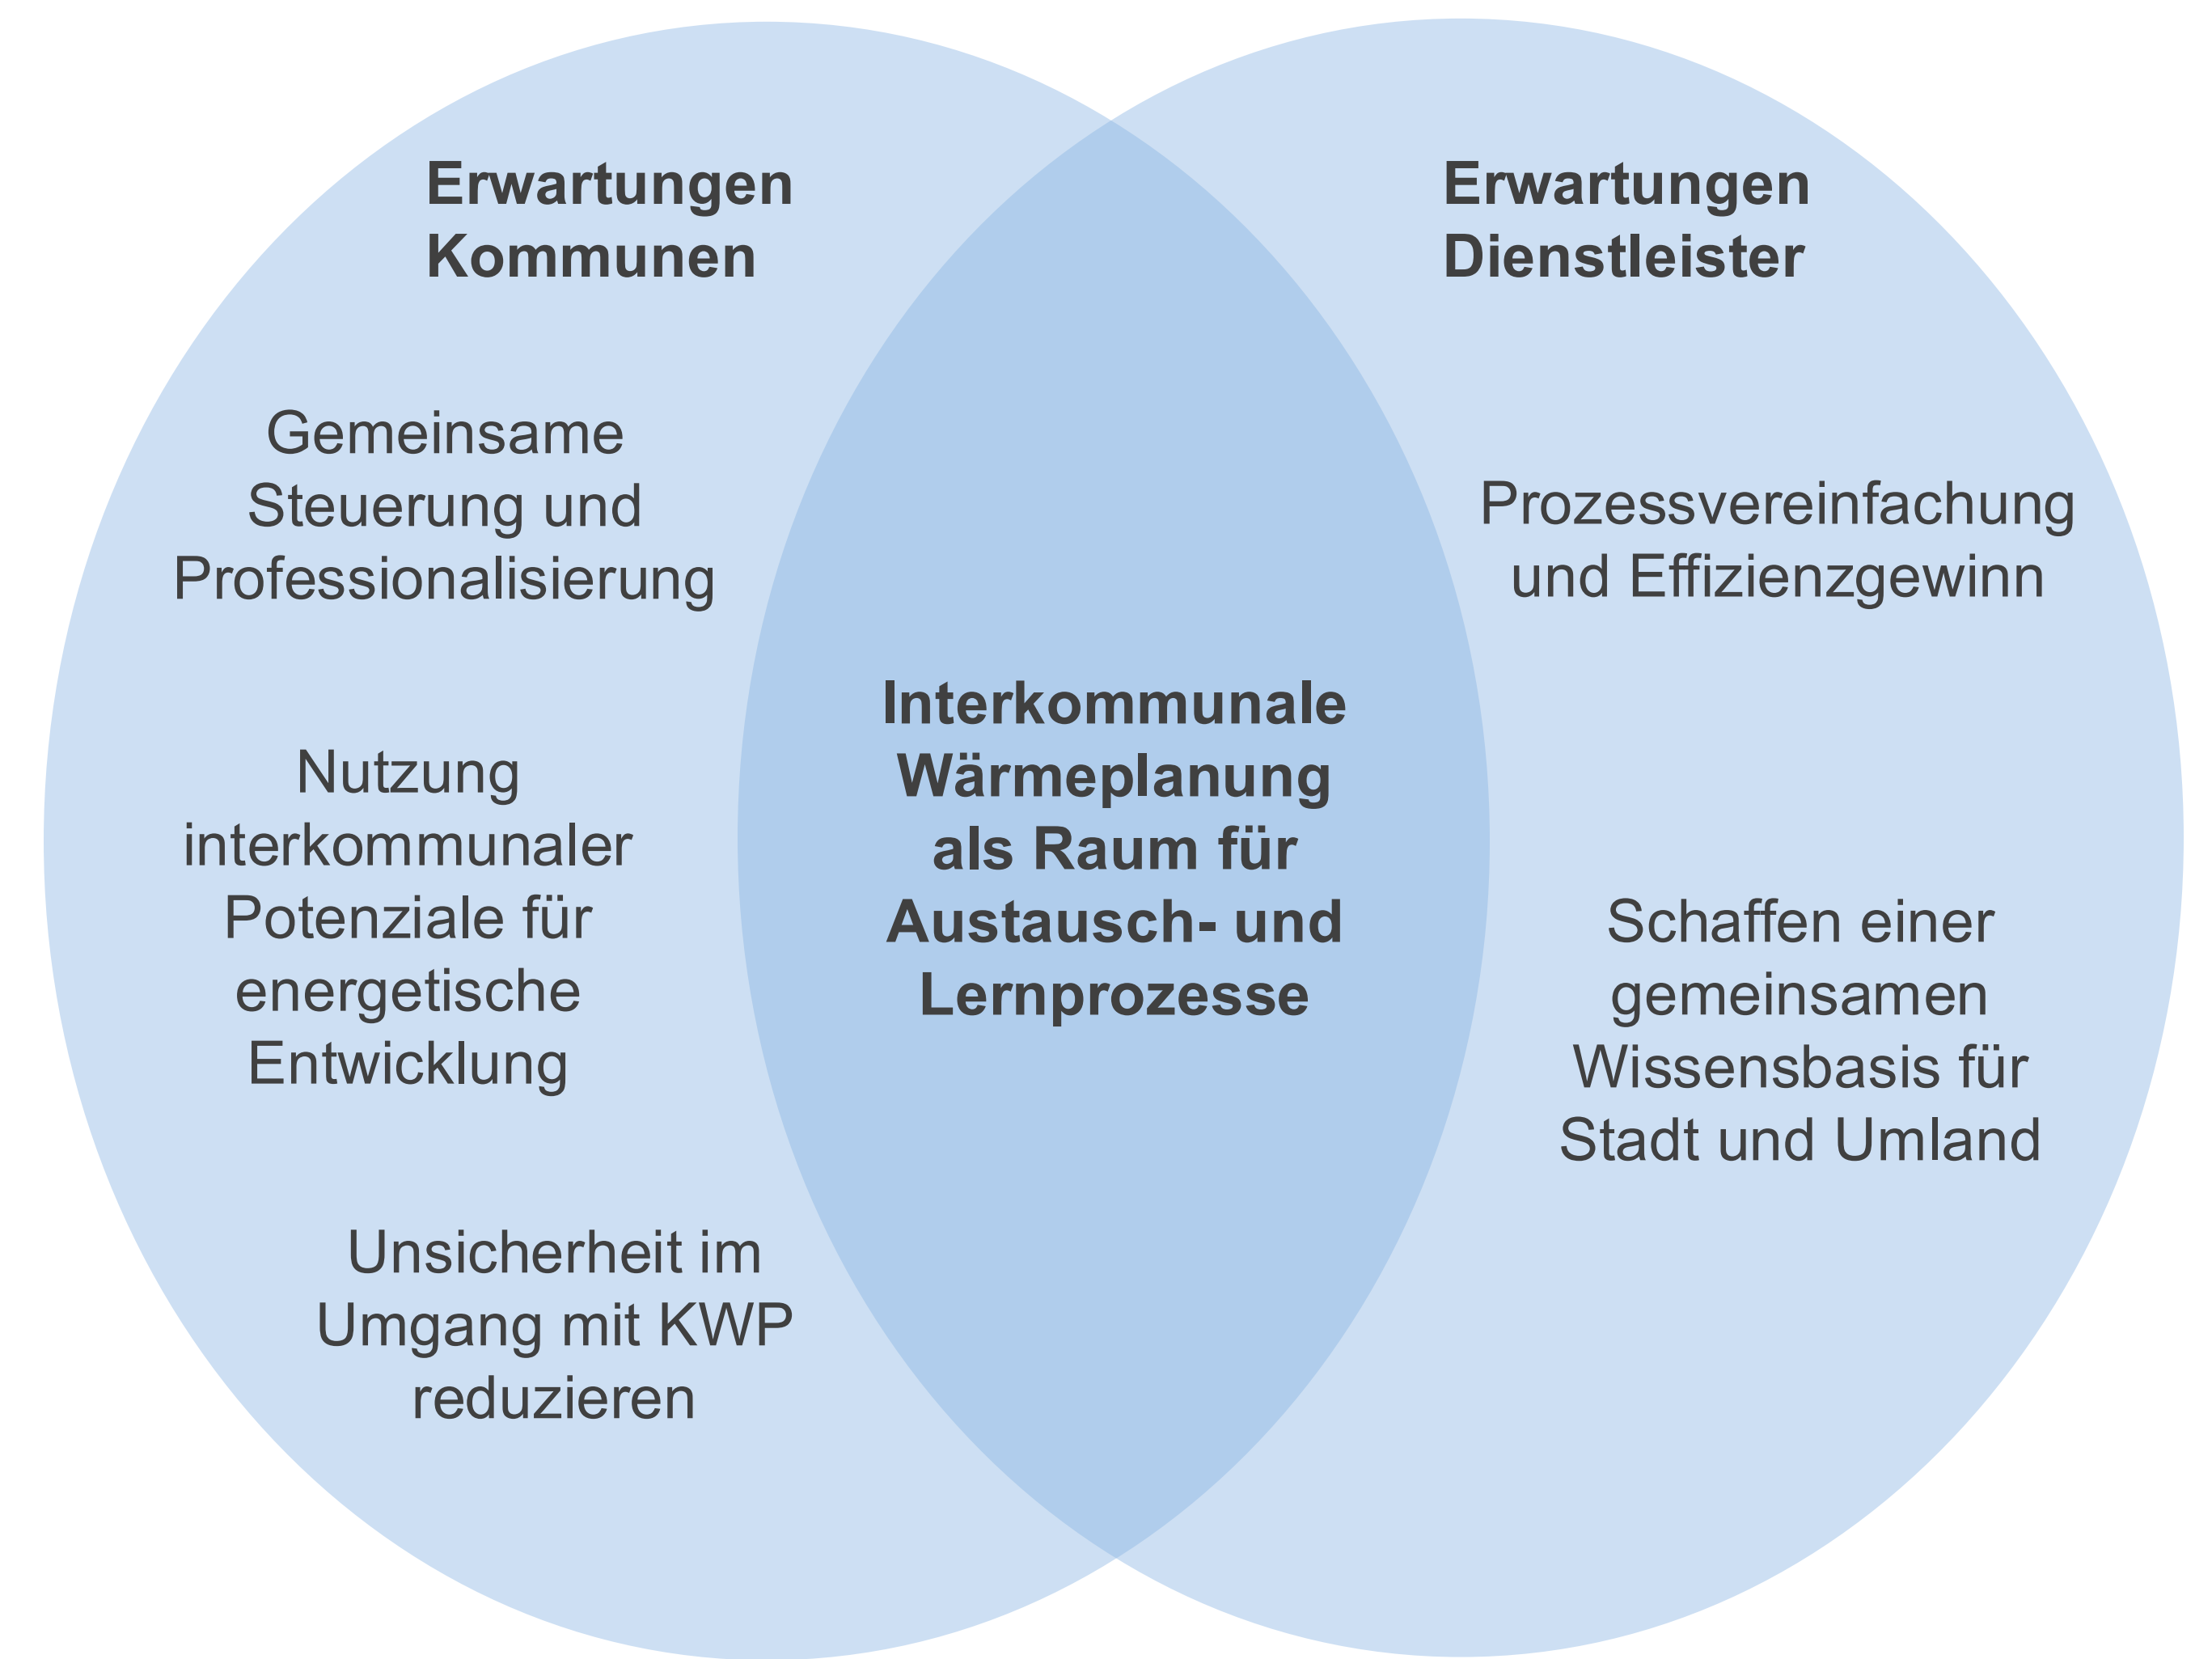 Erwartungen
Kommunen
Gemeinsame
Steuerung und
Professionalisierung
Nutzung
interkommunaler
Potenziale für
energetische
Entwicklung
Unsicherheit im
Umgang mit KWP
reduzieren
Interkommunale
Wärmeplanung
als Raum für
Austausch- und
Lernprozesse
Erwartungen
Dienstleister
Prozessvereinfachung
und Effizienzgewinn
Schaffen einer
gemeinsamen
Wissensbasis für
Stadt und Umland